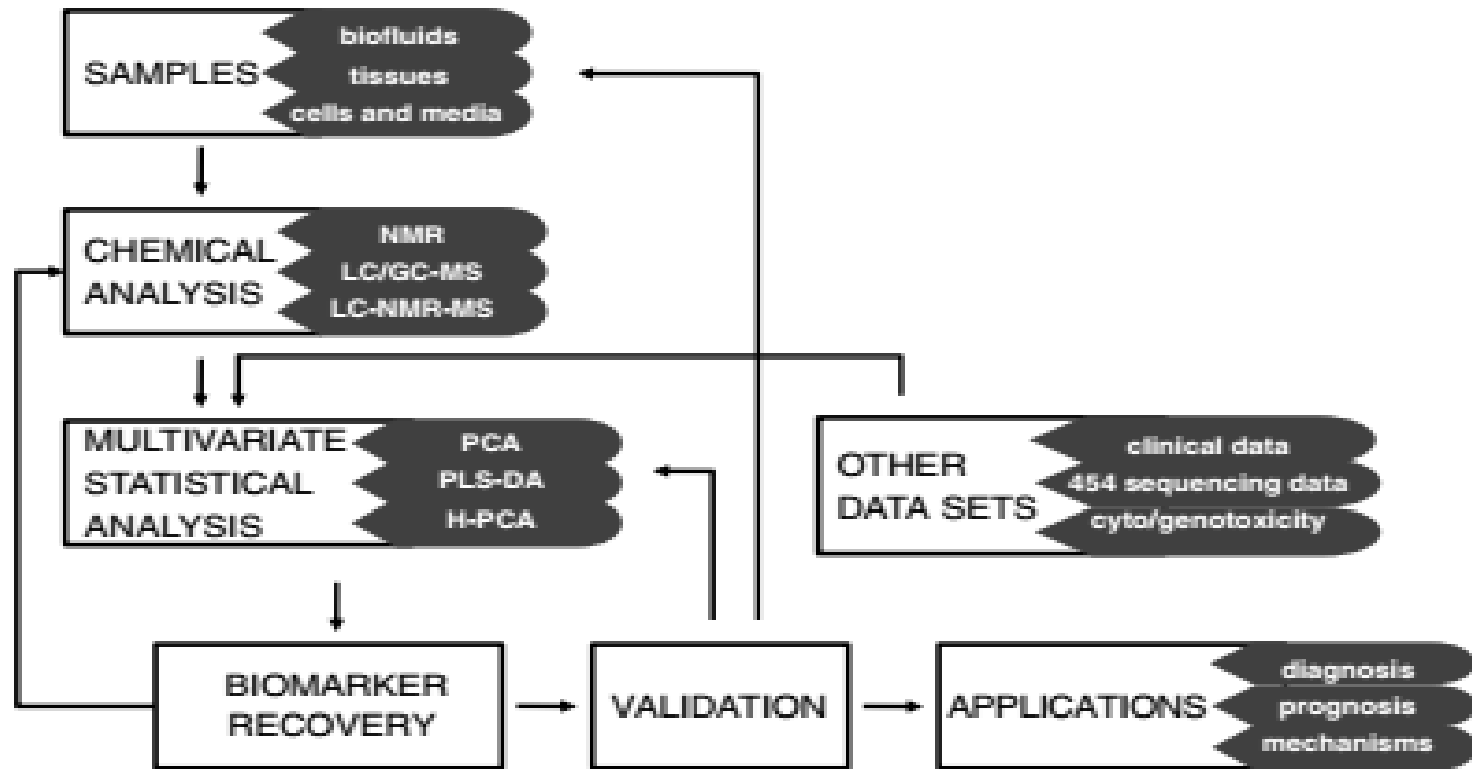 SAMPLES
biofluids
tissues
cells and media
CHEMICAL
ANALYSIS
NMR
LC/GC-MS
LC-NMR-MS
MULTIVARIATE
STATISTICAL
ANALYSIS
PCA
PLS-DA
H-PCA
OTHER
DATA SETS
clinical data
454 sequencing data
cyto/genotoxicity
BIOMARKER
RECOVERY
VALIDATION
APPLICATIONS
diagnosis
prognosis
mechanisms